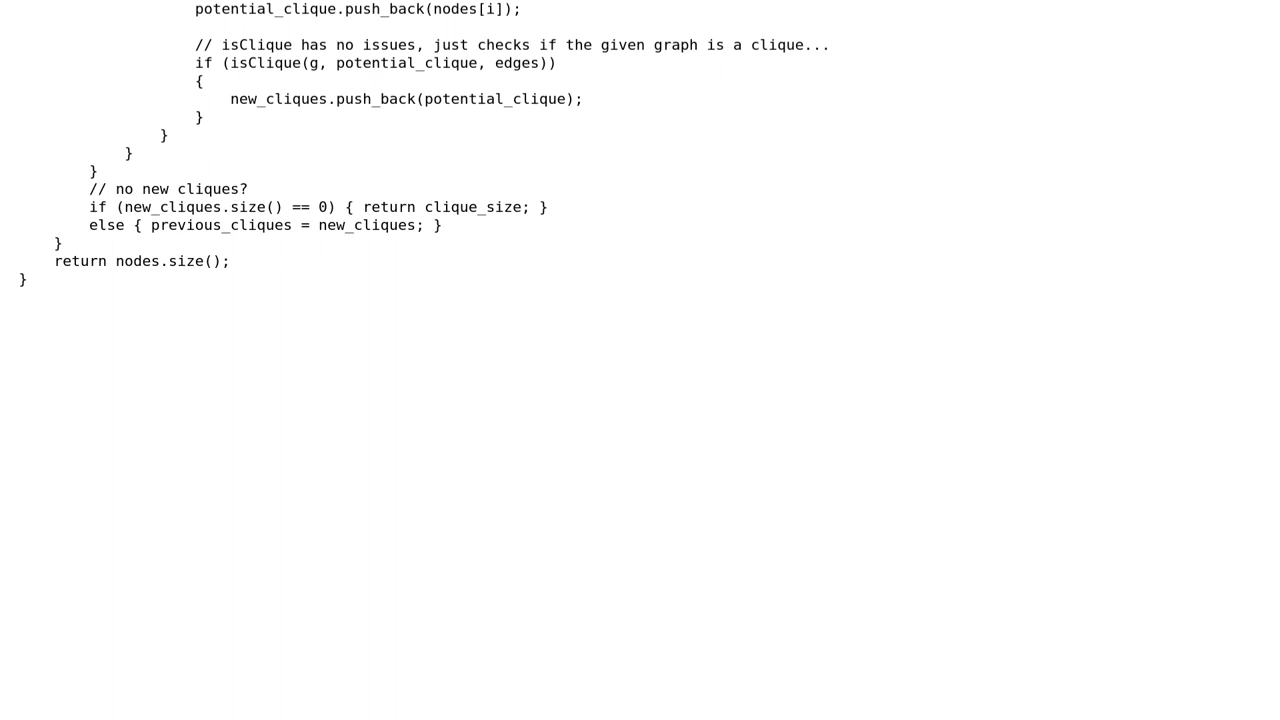 potential_clique.push_back(nodes[i]);
// isClique has no issues, just checks if the given graph is a clique...
if (isClique(g, potential_clique, edges))
{
new_cliques.push_back(potential_clique);
}
}
}
}
// no new cliques?
if (new_cliques.size() == 0) { return clique_size; }
else { previous_cliques = new_cliques; }
}
return nodes.size();
}